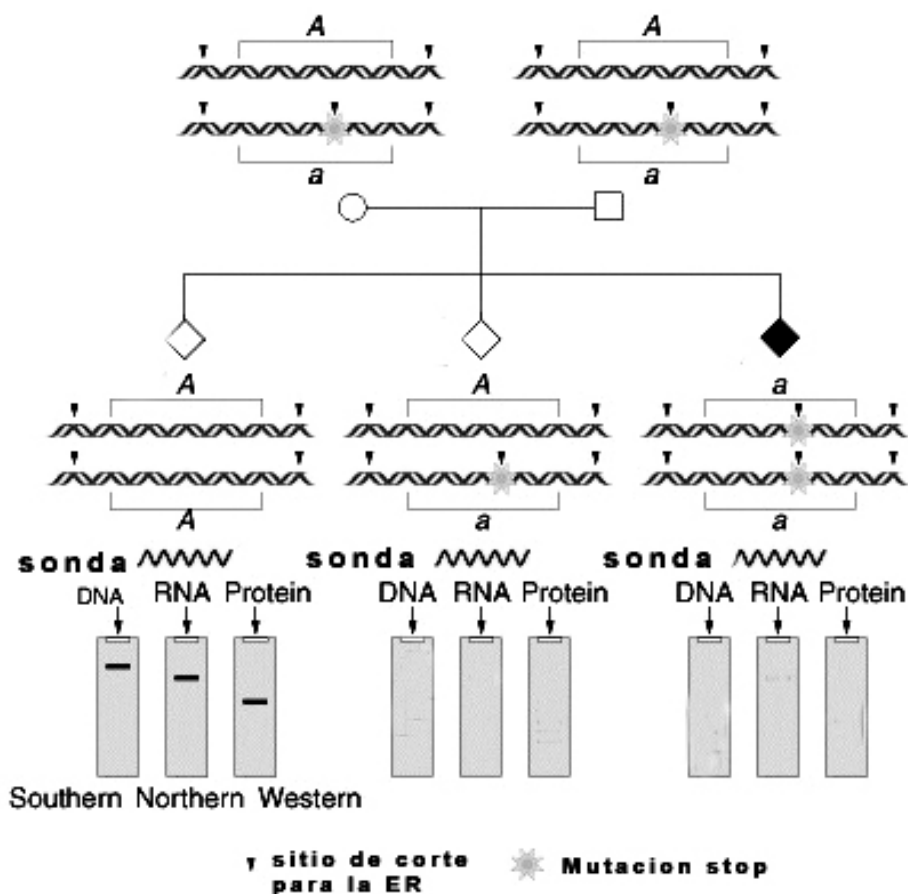 A A
a a
A A a
A a a
sonda sonda sonda
DNA RNA Protein DNA RNA Protein DNA RNA Protein
Southern Northern Western
sitio de corte
para la ER
Mutacion stop